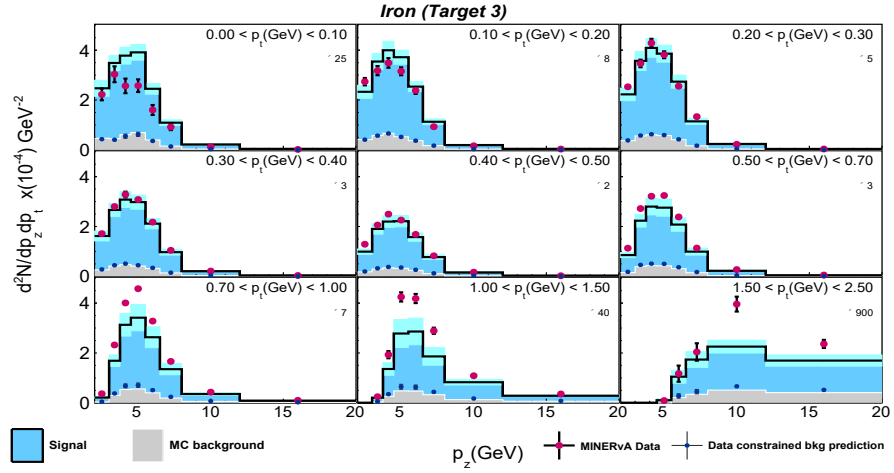 Iron (Target 3)
0.00 < p_t(GeV) < 0.10
´ 25
0.10 < p_t(GeV) < 0.20
´ 8
0.20 < p_t(GeV) < 0.30
´ 5
4
2
0
0.30 < p_t(GeV) < 0.40
´ 3
0.40 < p_t(GeV) < 0.50
´ 2
0.50 < p_t(GeV) < 0.70
´ 3
4
2
0
0.70 < p_t(GeV) < 1.00
´ 7
1.00 < p_t(GeV) < 1.50
´ 40
1.50 < p_t(GeV) < 2.50
´ 900
4
2
0
5 10 15 20 5 10 15 20 5 10 15 20
d²N/dp_z dp_t x(10⁻⁴) GeV⁻²
p_z(GeV)
Signal
MC background
MINERvA Data
Data constrained bkg prediction